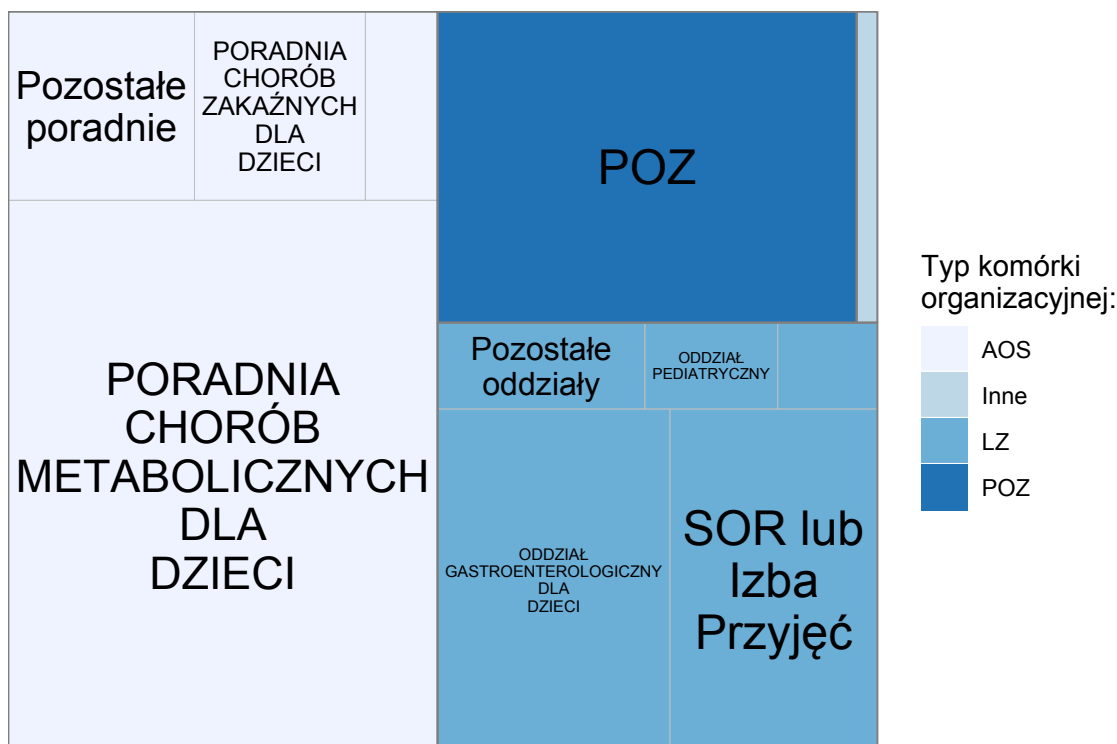 Pozostałe
poradnie
PORADNIA
CHORÓB
ZAKAŹNYCH
DLA
DZIECI
PORADNIA
CHORÓB
METABOLICZNYCH
DLA
DZIECI
POZ
Pozostałe
oddziały
ODDZIAŁ
PEDIATRYCZNY
ODDZIAŁ
GASTROENTEROLOGICZNY
DLA
DZIECI
SOR lub
Izba
Przyjęć
Typ komórki
organizacyjnej:
AOS
Inne
LZ
POZ